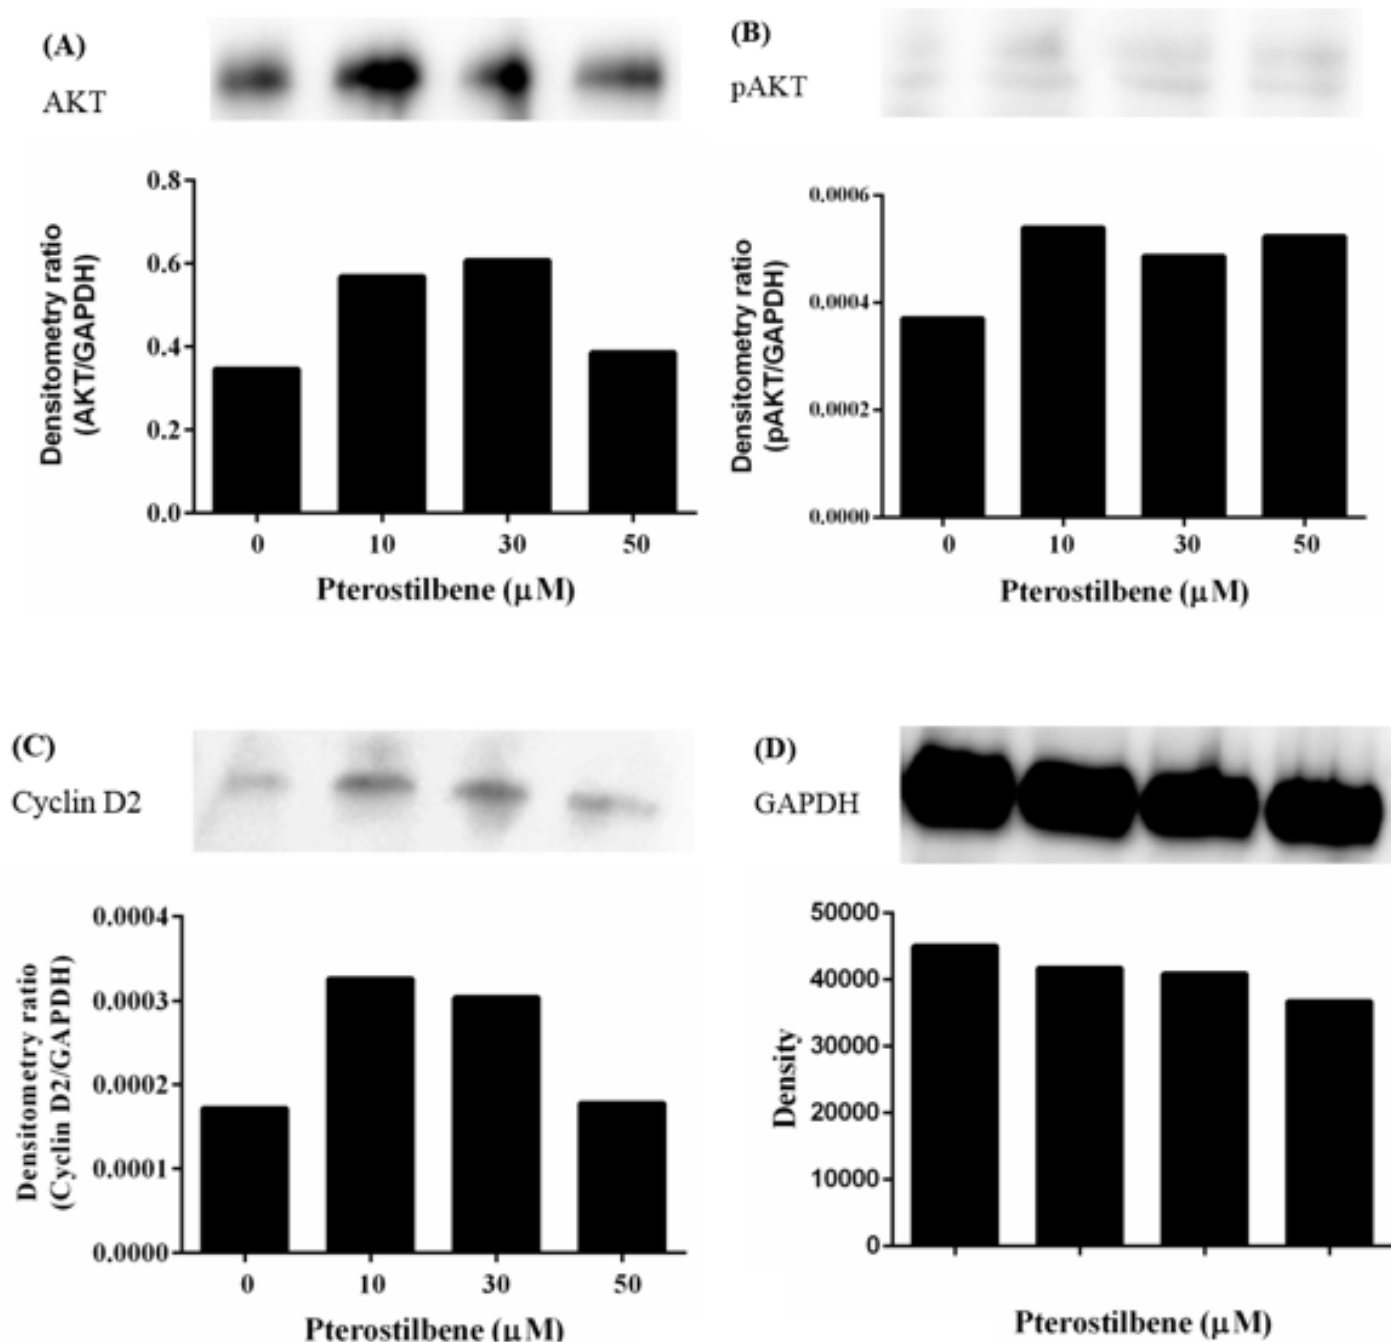 (A)
AKT
Densitometry ratio
(AKT/GAPDH)
0.8
0.6
0.4
0.2
0.0
0 10 30 50
Pterostilbene (μM)
(B)
pAKT
Densitometry ratio
(pAKT/GAPDH)
0.0006
0.0004
0.0002
0.0000
0 10 30 50
Pterostilbene (μM)
(C)
Cyclin D2
Densitometry ratio
(Cyclin D2/GAPDH)
0.0004
0.0003
0.0002
0.0001
0.0000
0 10 30 50
Pterostilbene (μM)
(D)
GAPDH
Density
50000
40000
30000
20000
10000
0
Pterostilbene (μM)